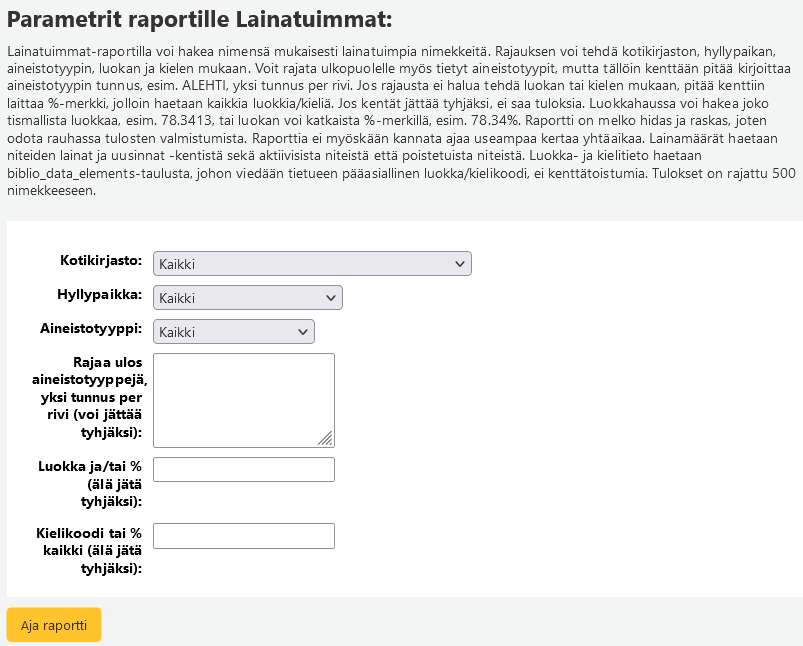 Parametrit raportille Lainatuimmat:
Lainatuimmat-raportilla voi hakea nimensä mukaisesti lainatuimpia nimekkeitä. Rajauksen voi tehdä kotikirjaston, hyllypaikan,
aineistotyypin, luokan ja kielen mukaan. Voit rajata ulkopuolelle myös tietyt aineistotyypit, mutta tällöin kenttään pitää kirjoittaa
aineistotyypin tunnus, esim. ALEHTI, yksi tunnus per rivi. Jos rajausta ei halua tehdä luokan tai kielen mukaan, pitää kenttiin
laittaa %-merkki, jolloin haetaan kaikkia luokkia/kieliä. Jos kentät jättää tyhjäksi, ei saa tuloksia. Luokkahaussa voi hakea joko
tismallista luokkaa, esim. 78.3413, tai luokan voi katkaista %-merkillä, esim. 78.34%. Raportti on melko hidas ja raskas, joten
odota rauhassa tulosten valmistumista. Raporttia ei myöskään kannata ajaa useampaa kertaa yhtäaikaa. Lainamäärät haetaan
niteiden lainat ja uusinnat -kentistä sekä aktiivisista niteistä että poistetuista niteistä. Luokka- ja kielitieto haetaan
biblio_data_elements-taulusta, johon viedään tietueen pääasiallinen luokka/kielikoodi, ei kenttätoistumia. Tulokset on rajattu 500
nimekkeeseen.
Kotikirjasto:
Kaikki
Hyllypaikka:
Kaikki
Aineistotyyppi:
Kaikki
Rajaa ulos
aineistotyyppejä,
yksi tunnus per
rivi (voi jättää
tyhjäksi):
Luokka ja/tai %
(älä jätä
tyhjäksi):
Kielikoodi tai %
kaikki (älä jätä
tyhjäksi):
Aja raportti